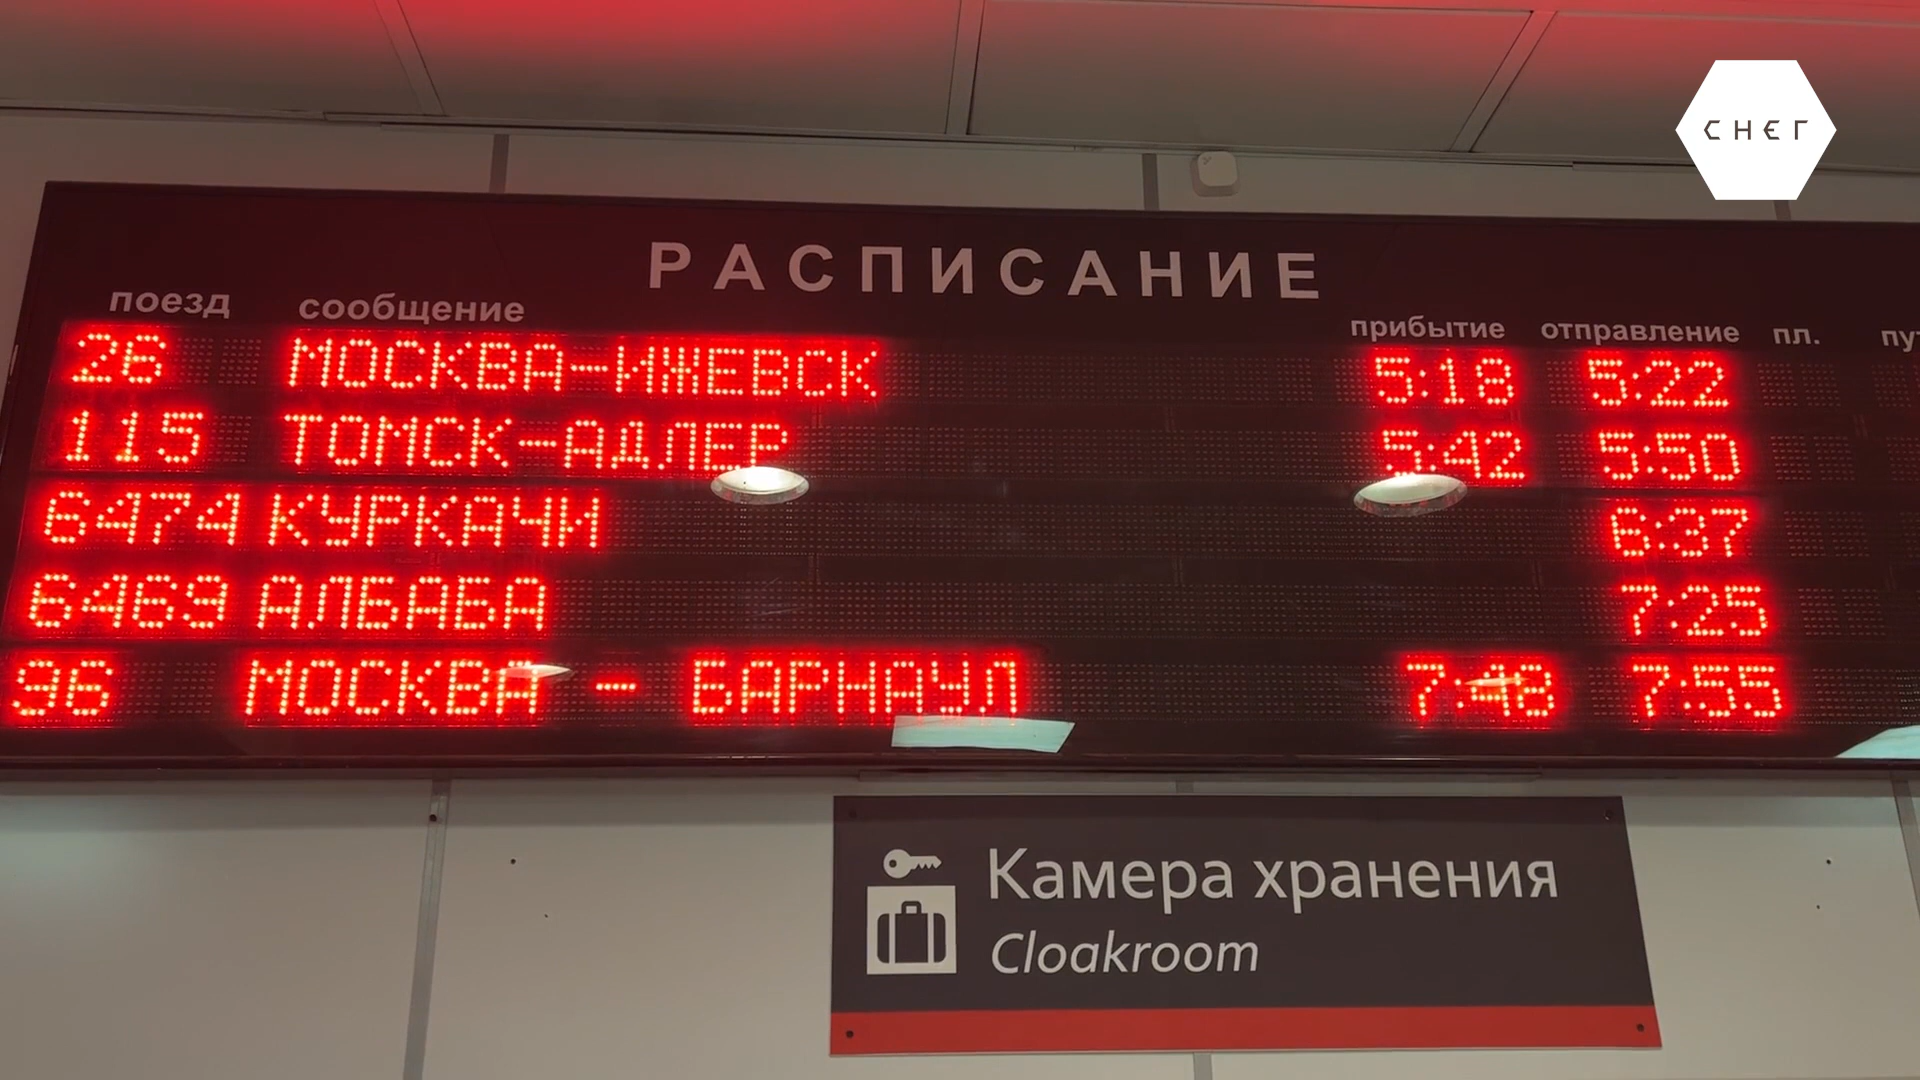 СНЕГ
РАСПИСАНИЕ
поезд сообщение прибытие отправление пл.
26 МОСКВА-ИЖЕВСК 5:18 5:22
115 ТОМСК-АДЛЕР 5:42 5:50
6474 КУРКАЧИ 6:37
6469 АЛБАБА 7:25
96 МОСКВА - БАРНАУЛ 7:48 7:55
Камера хранения
Cloakroom